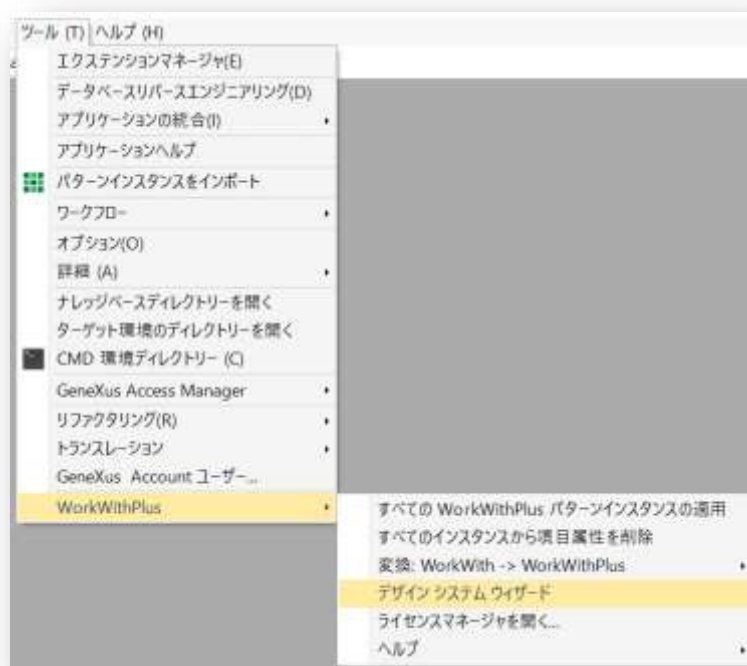 ツール (T) ヘルプ (H)
エクステンションマネージャ(E)
データベースリバースエンジニアリング(D)
アプリケーションの統合(I)
アプリケーションヘルプ
パターンインスタンスをインポート
ワークフロー
オプション(O)
詳細 (A)
ナレッジベースディレクトリーを開く
ターゲット環境のディレクトリーを開く
CMD 環境ディレクトリー (C)
GeneXus Access Manager
リファクタリング(R)
トランスレーション
GeneXus Account ユーザー...
WorkWithPlus
すべての WorkWithPlus パターンインスタンスの適用
すべてのインスタンスから項目属性を削除
変換: WorkWith -> WorkWithPlus
デザイン システム ウィザード
ライセンスマネージャを開く...
ヘルプ